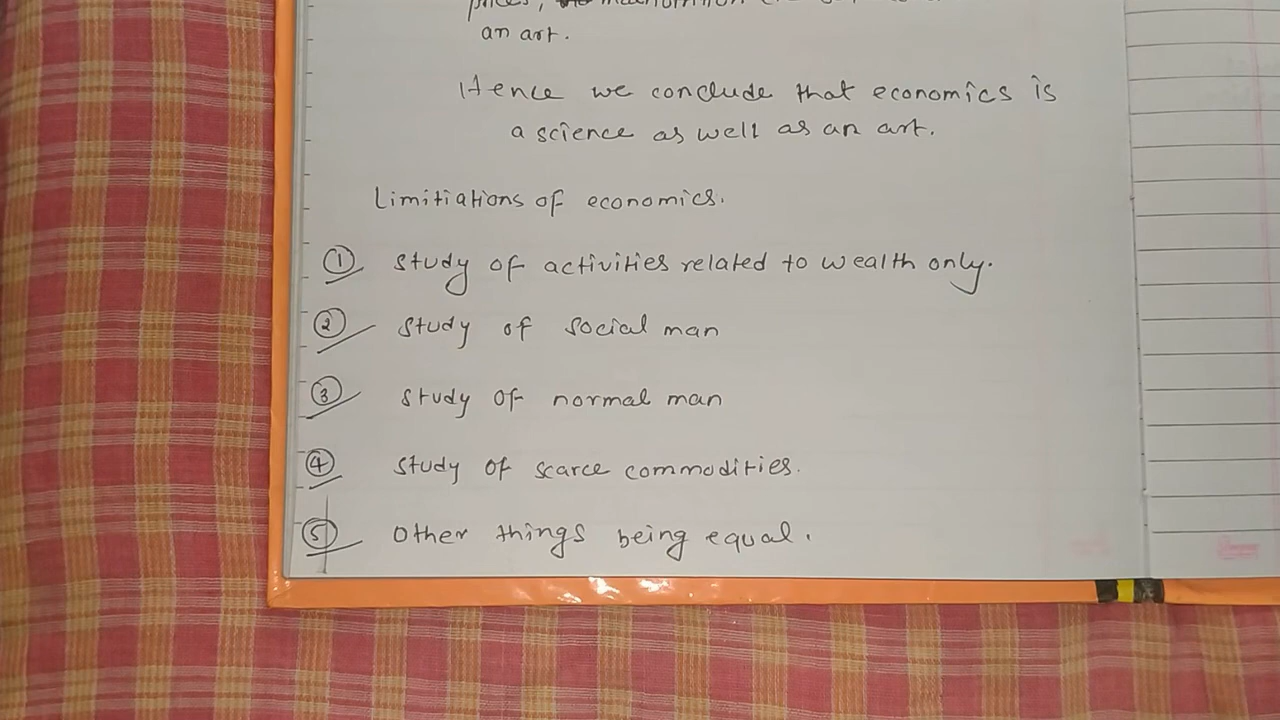 prices,
an art.
Hence we conclude that economics is
a science as well as an art.
Limitiations of economics.
① study of activities related to wealth only.
② study of social man
③ study of normal man
④ study of scarce commodities.
⑤ other things being equal.